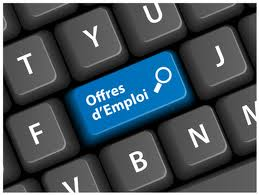 T Y U
Offres
d'Emploi
J
F V B N M